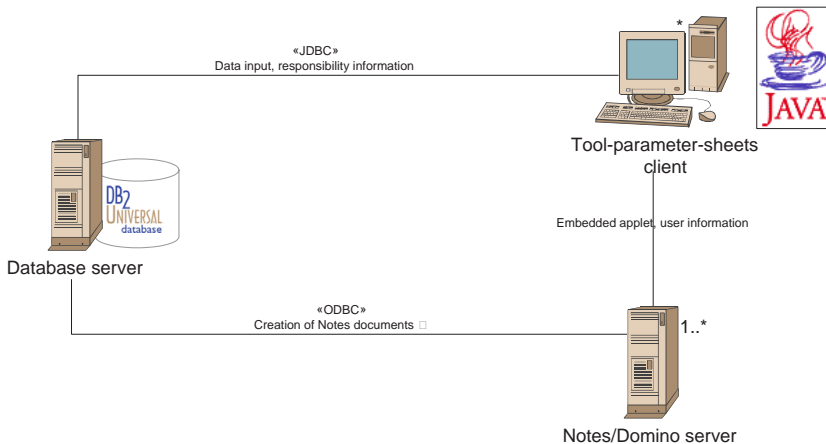 *
«JDBC»
Data input, responsibility information
JAVA
Tool-parameter-sheets
client
DB2
UNIVERSAL
database
Embedded applet, user information
Database server
«ODBC»
Creation of Notes documents
1..*
Notes/Domino server